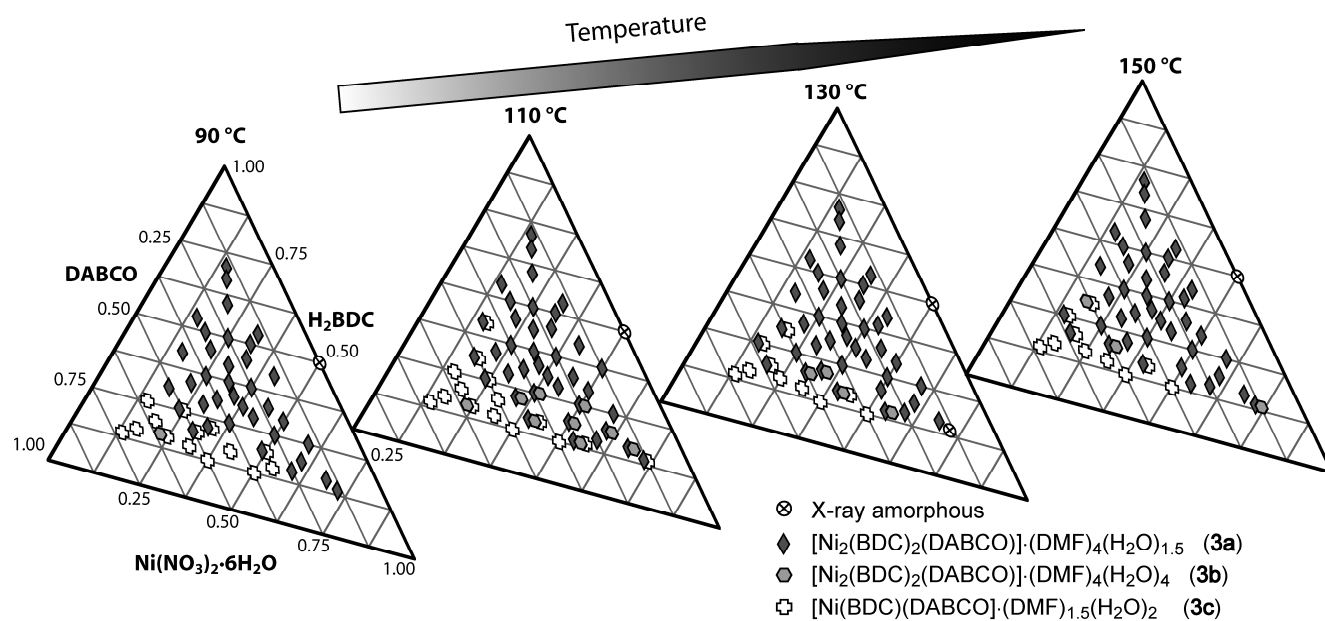 Temperature
150 °C
130 °C
110 °C
90 °C
1.00
0.25
0.75
DABCO
0.50
H₂BDC
0.50
0.75
1.00
0.25
0.25
0.50
0.75
1.00
Ni(NO₃)₂·6H₂O
X-ray amorphous
[Ni₂(BDC)₂(DABCO)]·(DMF)₄(H₂O)₁.₅ (3a)
[Ni₂(BDC)₂(DABCO)]·(DMF)₄(H₂O)₄ (3b)
[Ni(BDC)(DABCO]·(DMF)₁.₅(H₂O)₂ (3c)